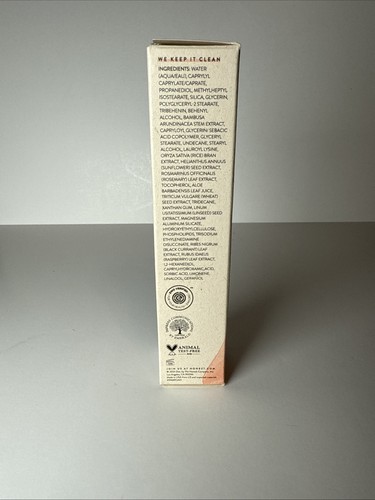 WE KEEP IT CLEAN
INGREDIENTS: WATER
(AQUA/EAU), CAPRYLYL
CAPRYLATE/CAPRATE,
PROPANEDIOL, METHYLHEPTYL
ISOSTEARATE, SILICA, GLYCERIN,
POLYGLYCERYL-2 STEARATE,
TRIBEHENIN, BEHENYL
ALCOHOL, BAMBUSA
ARUNDINACEA STEM EXTRACT,
CAPRYLOYL GLYCERIN/ SEBACIC
ACID COPOLYMER, GLYCERYL
STEARATE, UNDECANE, STEARYL
ALCOHOL, LAUROYL LYSINE,
ORYZA SATIVA (RICE) BRAN
EXTRACT, HELIANTHUS ANNUUS
(SUNFLOWER) SEED EXTRACT,
ROSMARINUS OFFICINALIS
(ROSEMARY) LEAF EXTRACT,
TOCOPHEROL, ALOE
BARBADENSIS LEAF JUICE,
TRITICUM VULGARE (WHEAT)
SEED EXTRACT, TRIDECANE,
XANTHAN GUM, LINUM
USITATISSIMUM (LINSEED) SEED
EXTRACT, MAGNESIUM
ALUMINUM SILICATE,
HYDROXYETHYLCELLULOSE,
PHOSPHOLIPIDS, TRISODIUM
ETHYLENEDIAMINE
DISUCCINATE, RIBES NIGRUM
(BLACK CURRANT) LEAF
EXTRACT, RUBUS IDAEUS
(RASPBERRY) LEAF EXTRACT,
1,2-HEXANEDIOL,
CAPRYLHYDROXAMIC ACID,
SORBIC ACID, LIMONENE,
LINALOOL, GERANIOL
ANIMAL
TEST-FREE
JOIN US AT HONEST.COM